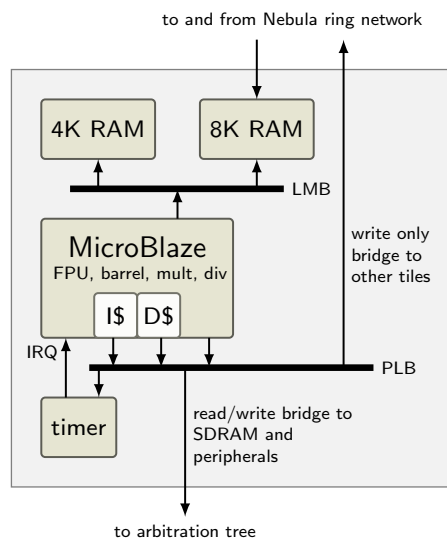 to and from Nebula ring network
4K RAM
8K RAM
LMB
MicroBlaze
FPU, barrel, mult, div
I$
D$
write only
bridge to
other tiles
IRQ
PLB
timer
read/write bridge to
SDRAM and
peripherals
to arbitration tree